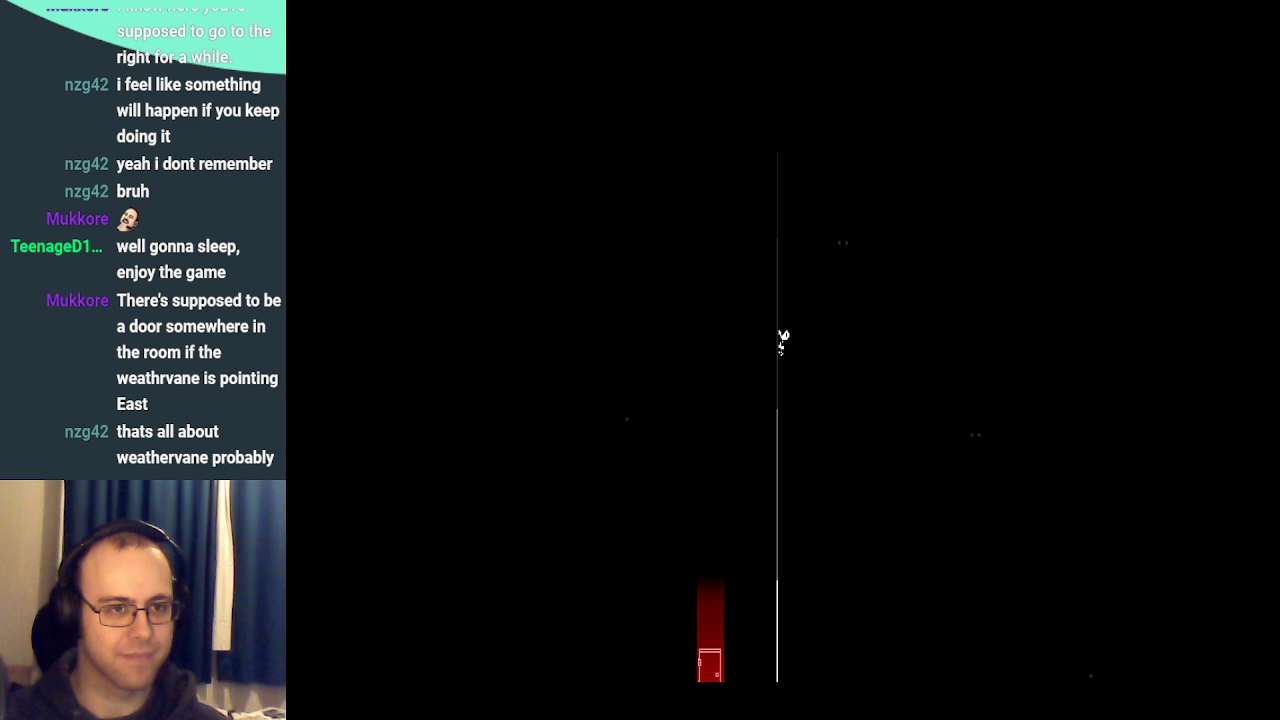 supposed to go to the
right for a while.
nzg42 i feel like something
will happen if you keep
doing it
nzg42 yeah i dont remember
nzg42 bruh
Mukkore
TeenageD1... well gonna sleep,
enjoy the game
Mukkore There's supposed to be
a door somewhere in
the room if the
weathrvane is pointing
East
nzg42 thats all about
weathervane probably